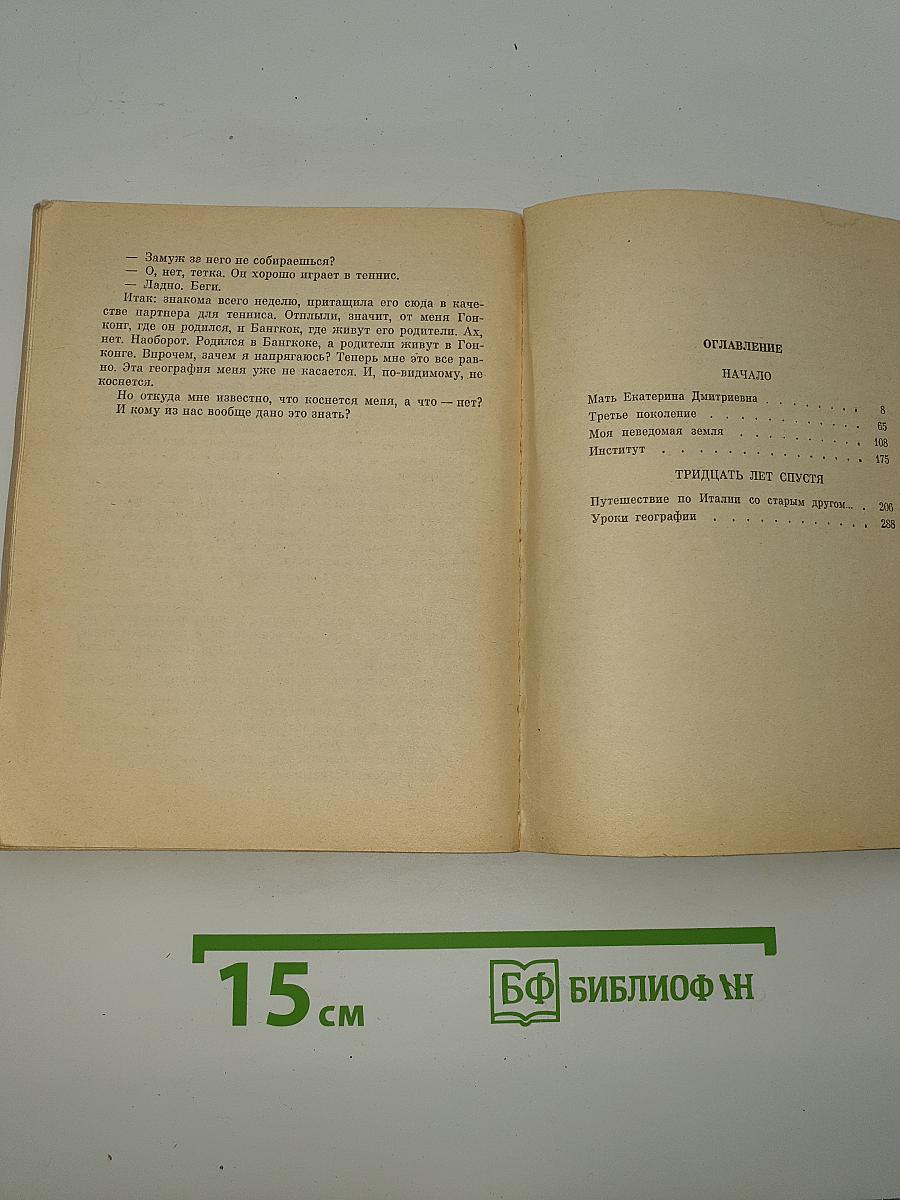 — Замуж за него не собираешься?
— О, нет, тетка. Он хорошо играет в теннис.
— Ладно. Беги.
Итак: знакома всего неделю, притащила его сюда в каче-
стве партнера для тенниса. Отплыли, значит, от меня Гон-
конг, где он родился, и Бангкок, где живут его родители. Ах,
нет. Наоборот. Родился в Бангкоке, а родители живут в Гон-
конге. Впрочем, зачем я напрягаюсь? Теперь мне это все рав-
но. Эта география меня уже не касается. И, по-видимому, не
коснется.
Но откуда мне известно, что коснется меня, а что — нет?
И кому из нас вообще дано это знать?
ОГЛАВЛЕНИЕ
НАЧАЛО
Мать Екатерина Дмитриевна . . . . . . . . 8
Третье поколение . . . . . . . . . . . 65
Моя неведомая земля . . . . . . . . . 108
Институт . . . . . . . . . . . . . 175
ТРИДЦАТЬ ЛЕТ СПУСТЯ
Путешествие по Италии со старым другом... . 206
Уроки географии . . . . . . . . . . . 288
15 см
БФ БИБЛИОФАН